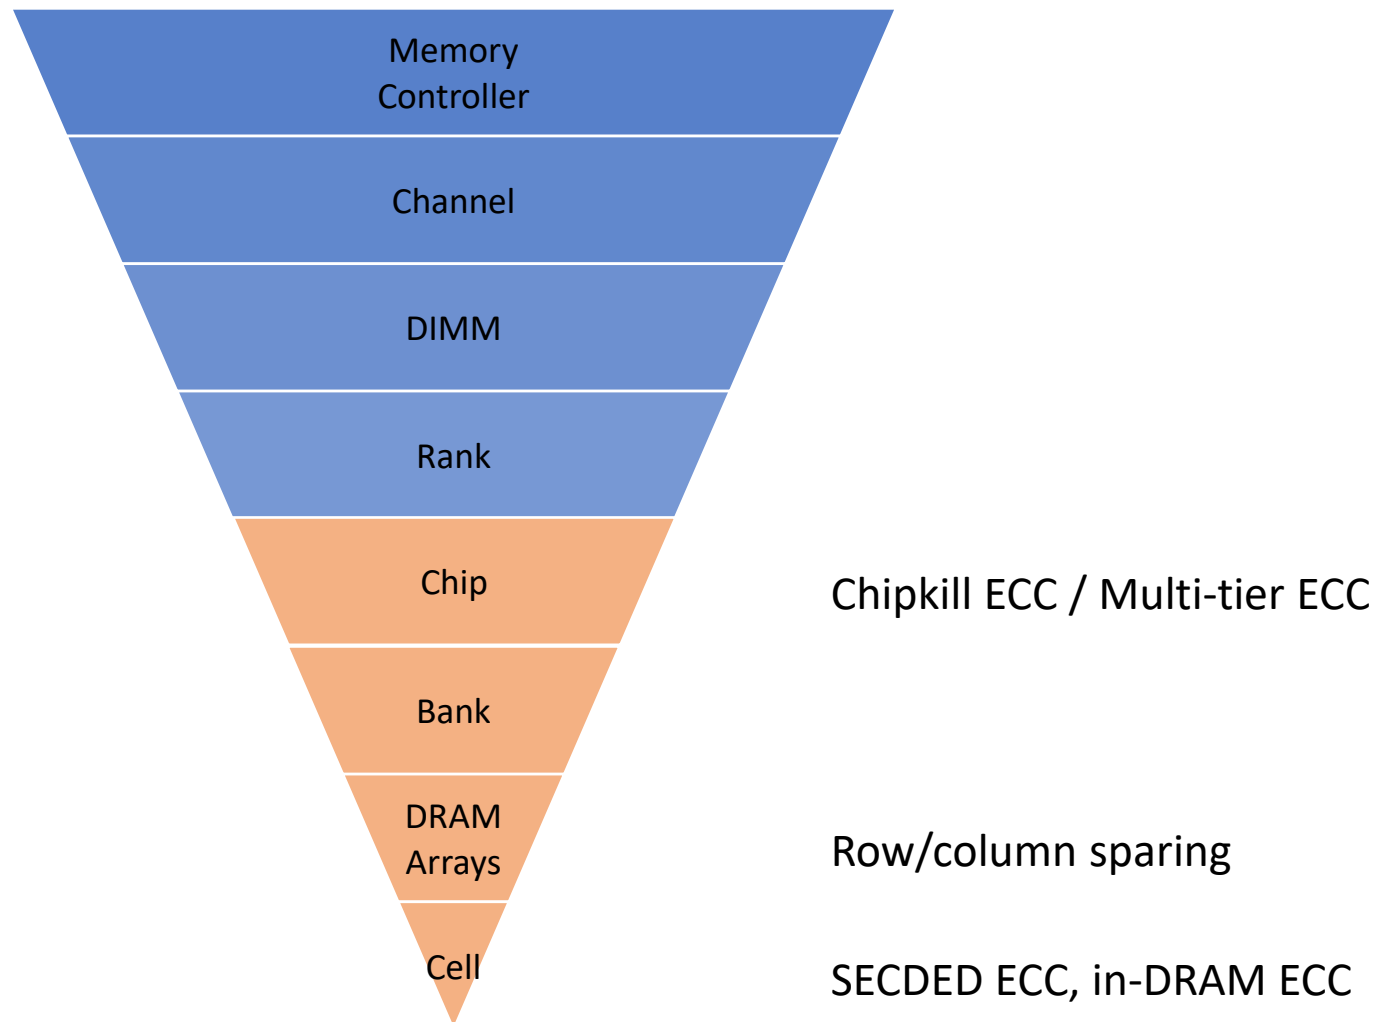 Memory
Controller
Channel
DIMM
Rank
Chip
Chipkill ECC / Multi-tier ECC
Bank
DRAM
Arrays
Row/column sparing
Cell
SECDED ECC, in-DRAM ECC